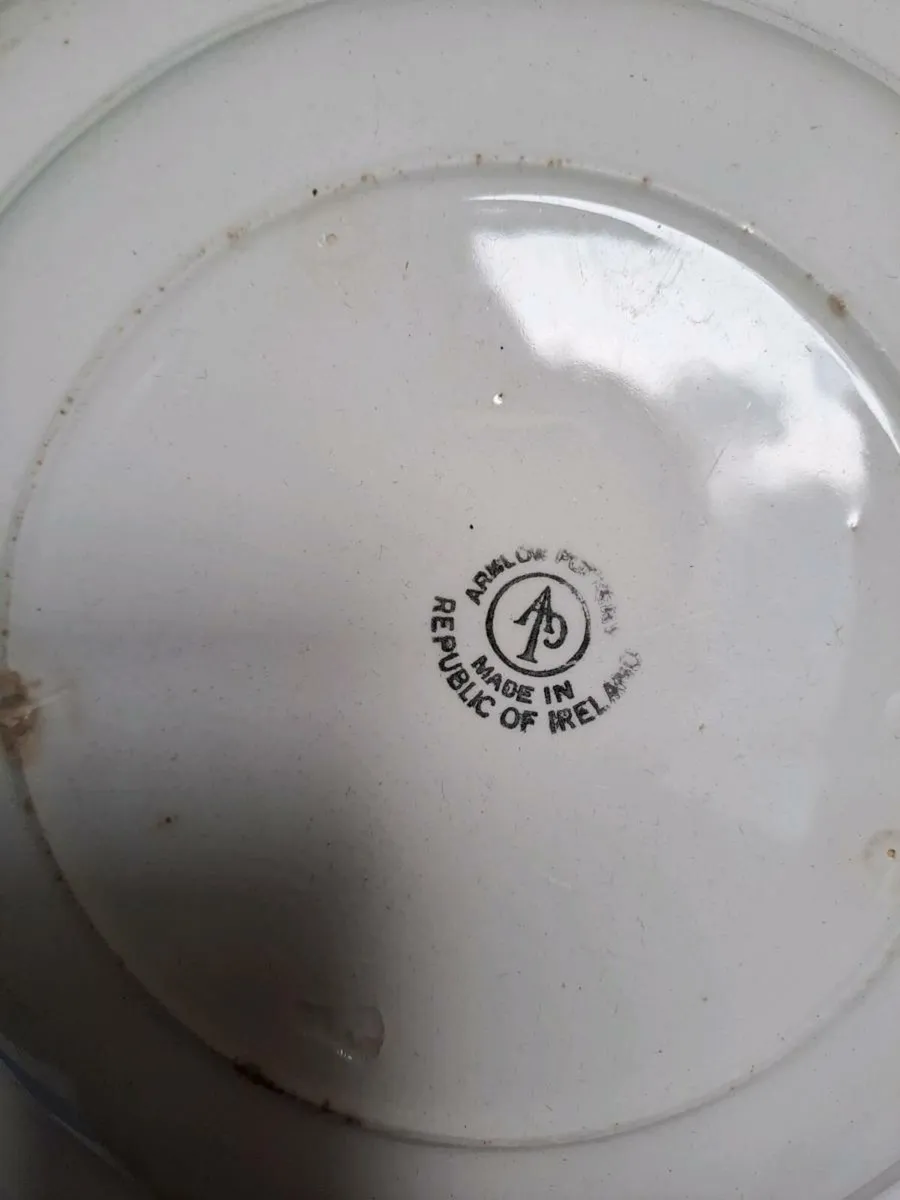 ARKLOW POTTERY
AP
MADE IN
REPUBLIC OF IRELAND